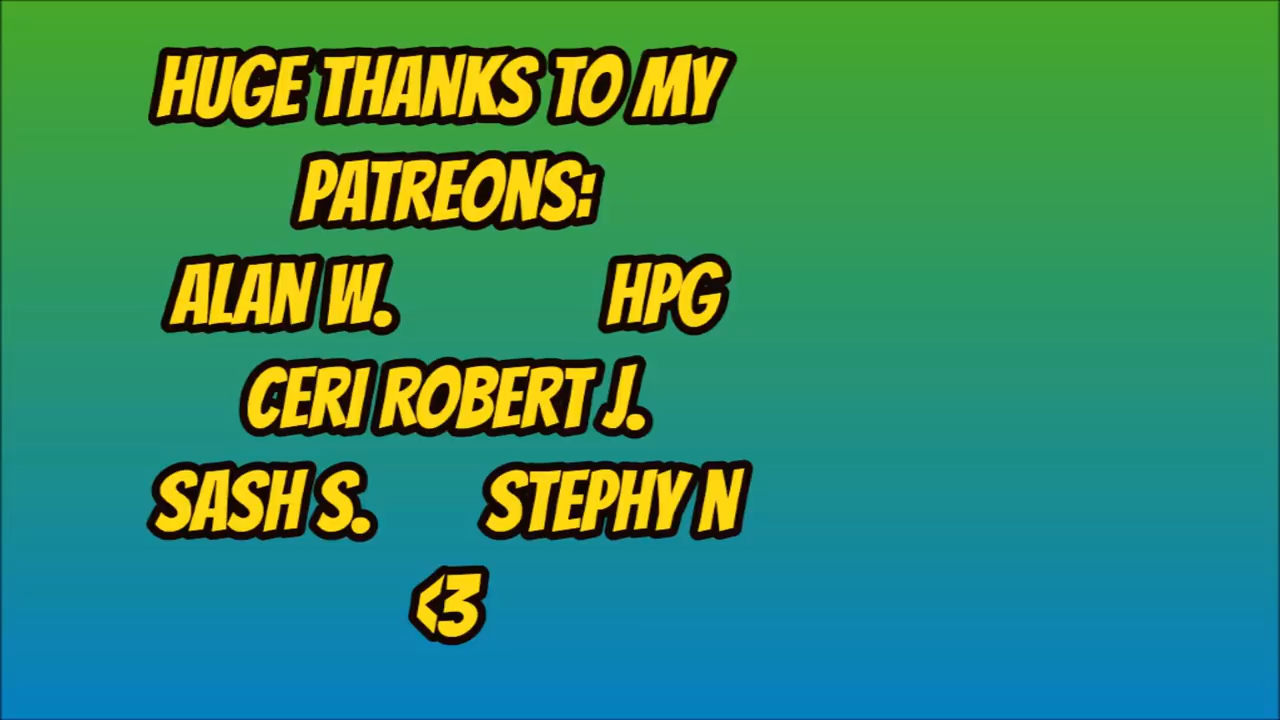 HUGE THANKS TO MY
PATREONS:
ALAN W. HPG
CERI ROBERT J.
SASH S. STEPHY N
<3